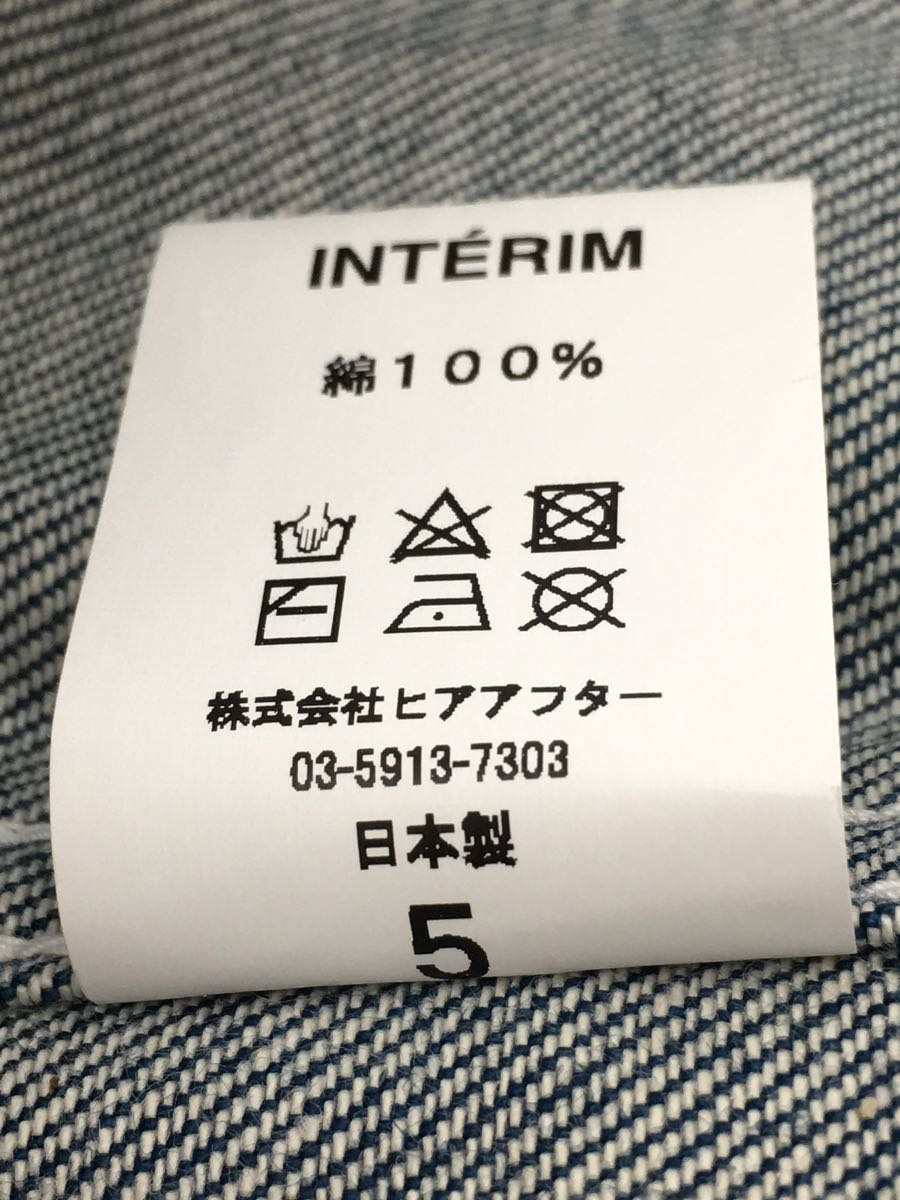 INTÉRIM
綿100%
株式会社ヒアアフター
03-5913-7303
日本製
5